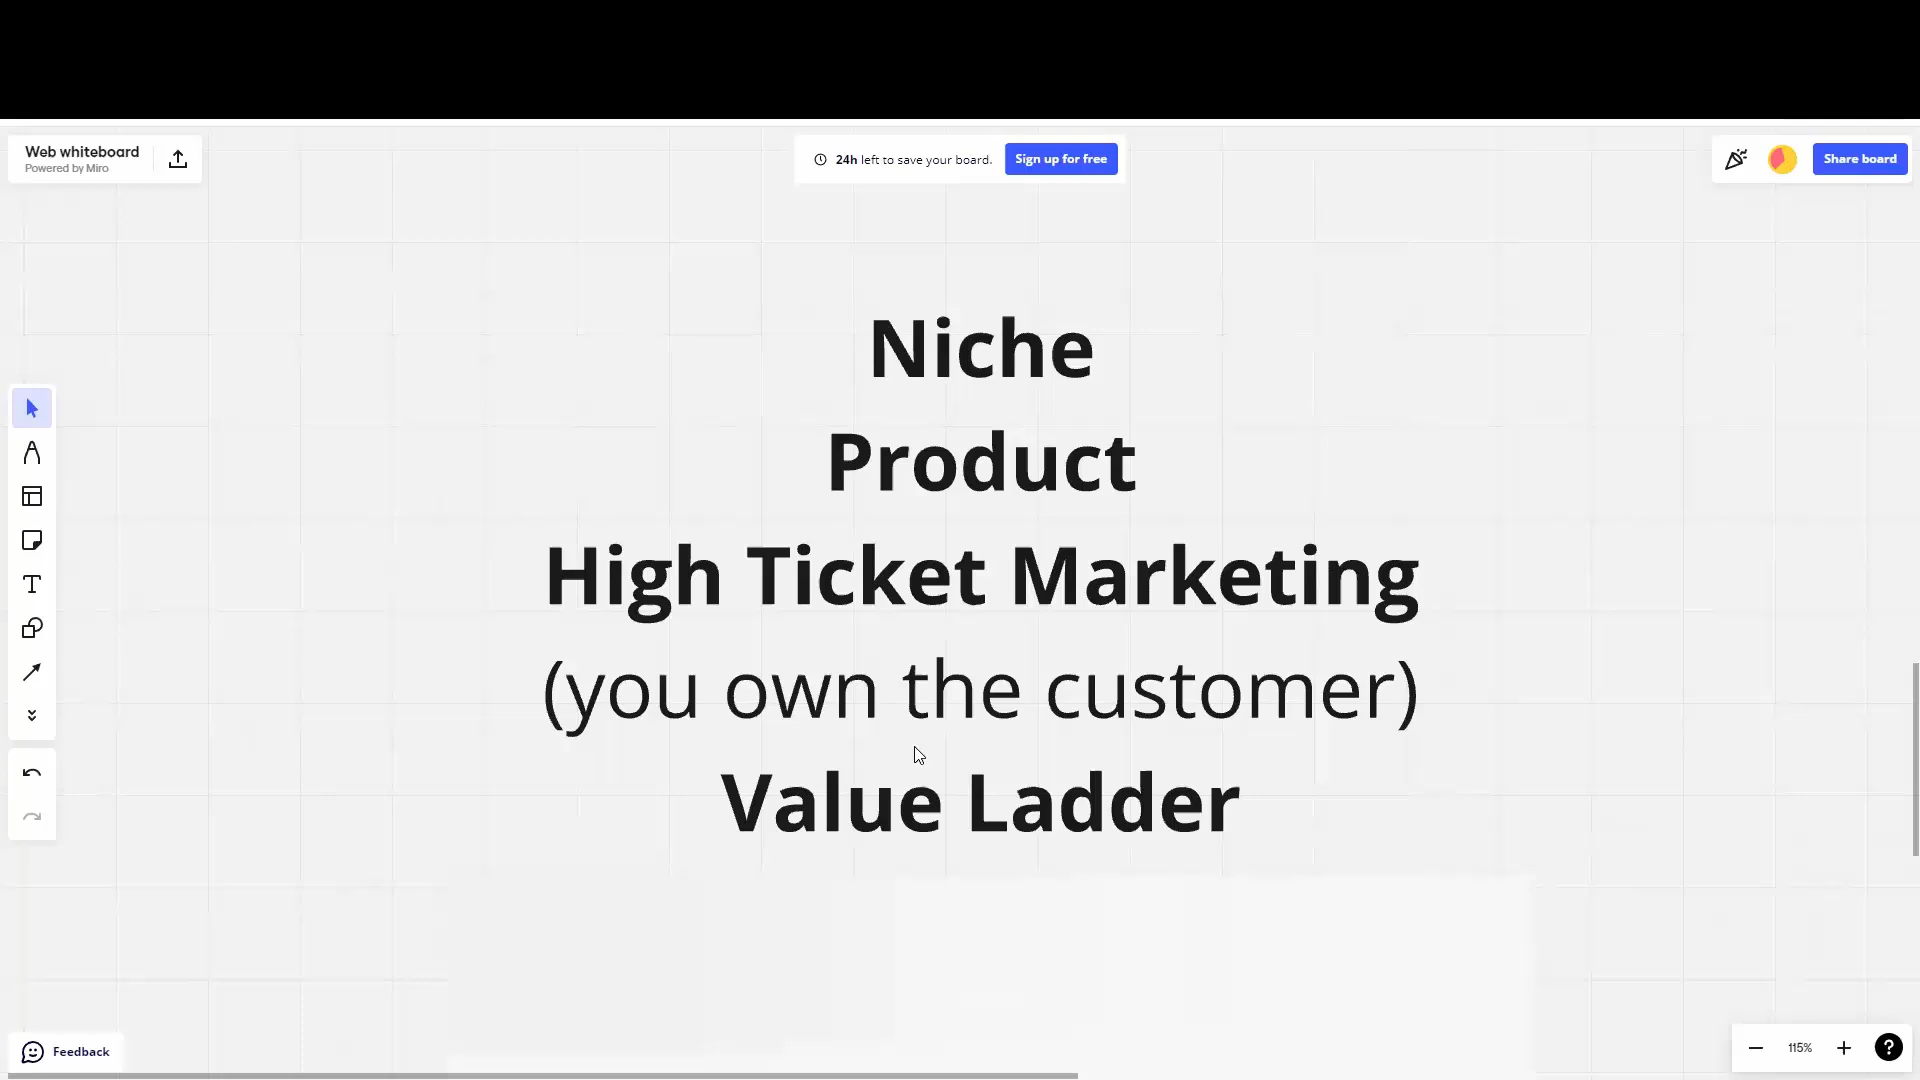 Web whiteboard
Powered by Miro
24h left to save your board.
Sign up for free
Share board
Niche
Product
High Ticket Marketing
(you own the customer)
Value Ladder
Feedback
115%